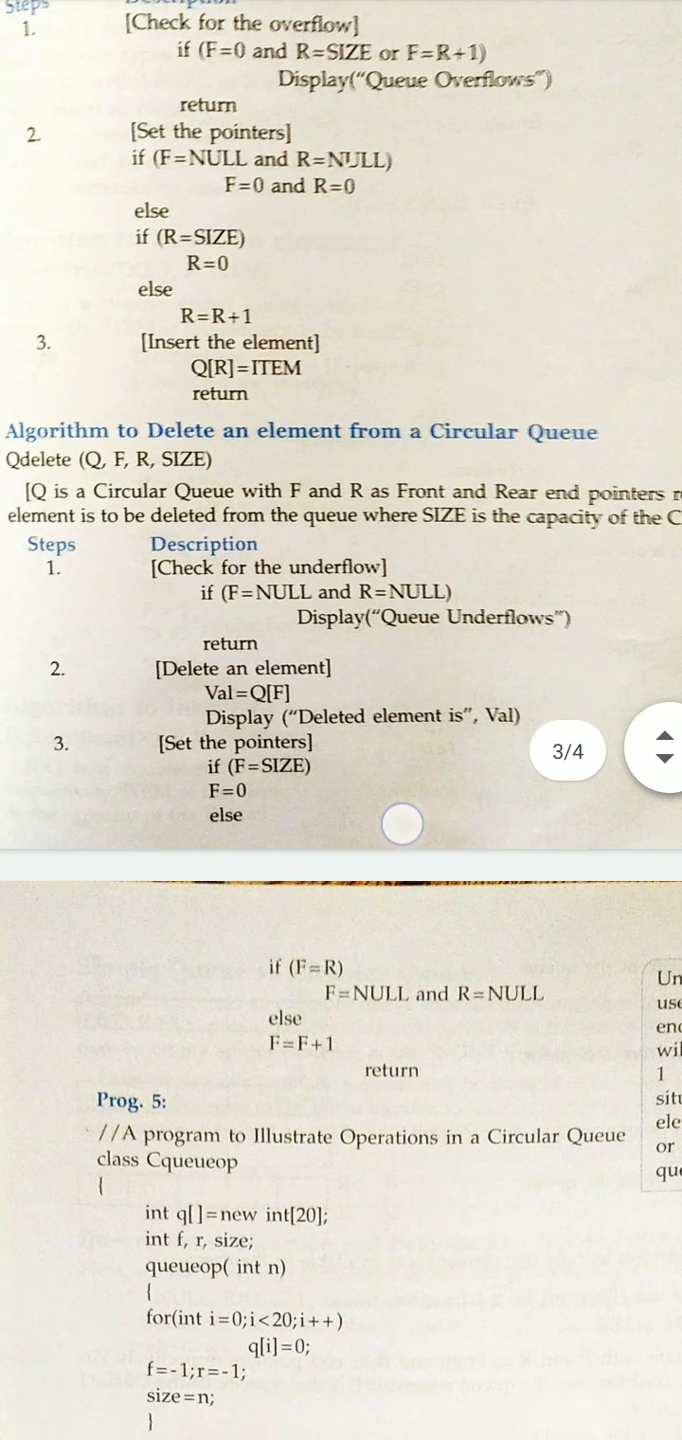 Steps
1. [Check for the overflow]
if (F=0 and R=SIZE or F=R+1)
Display("Queue Overflows")
return
2. [Set the pointers]
if (F=NULL and R=NULL)
F=0 and R=0
else
if (R=SIZE)
R=0
else
R=R+1
3. [Insert the element]
Q[R]=ITEM
return
Algorithm to Delete an element from a Circular Queue
Qdelete (Q, F, R, SIZE)
[Q is a Circular Queue with F and R as Front and Rear end pointers
element is to be deleted from the queue where SIZE is the capacity of the C
Steps Description
1. [Check for the underflow]
if (F=NULL and R=NULL)
Display("Queue Underflows")
return
2. [Delete an element]
Val=Q[F]
Display ("Deleted element is", Val)
3. [Set the pointers]
3/4
if (F=SIZE)
F=0
else
if (F=R)
F=NULL and R=NULL
else
F=F+1
return
Prog. 5:
//A program to Illustrate Operations in a Circular Queue
class Cqueueop
{
int q[]=new int[20];
int f, r, size;
queueop( int n)
{
for(int i=0;i<20;i++)
q[i]=0;
f=-1;r=-1;
size=n;
}
Un
use
end
wil
1
situ
ele
or
que